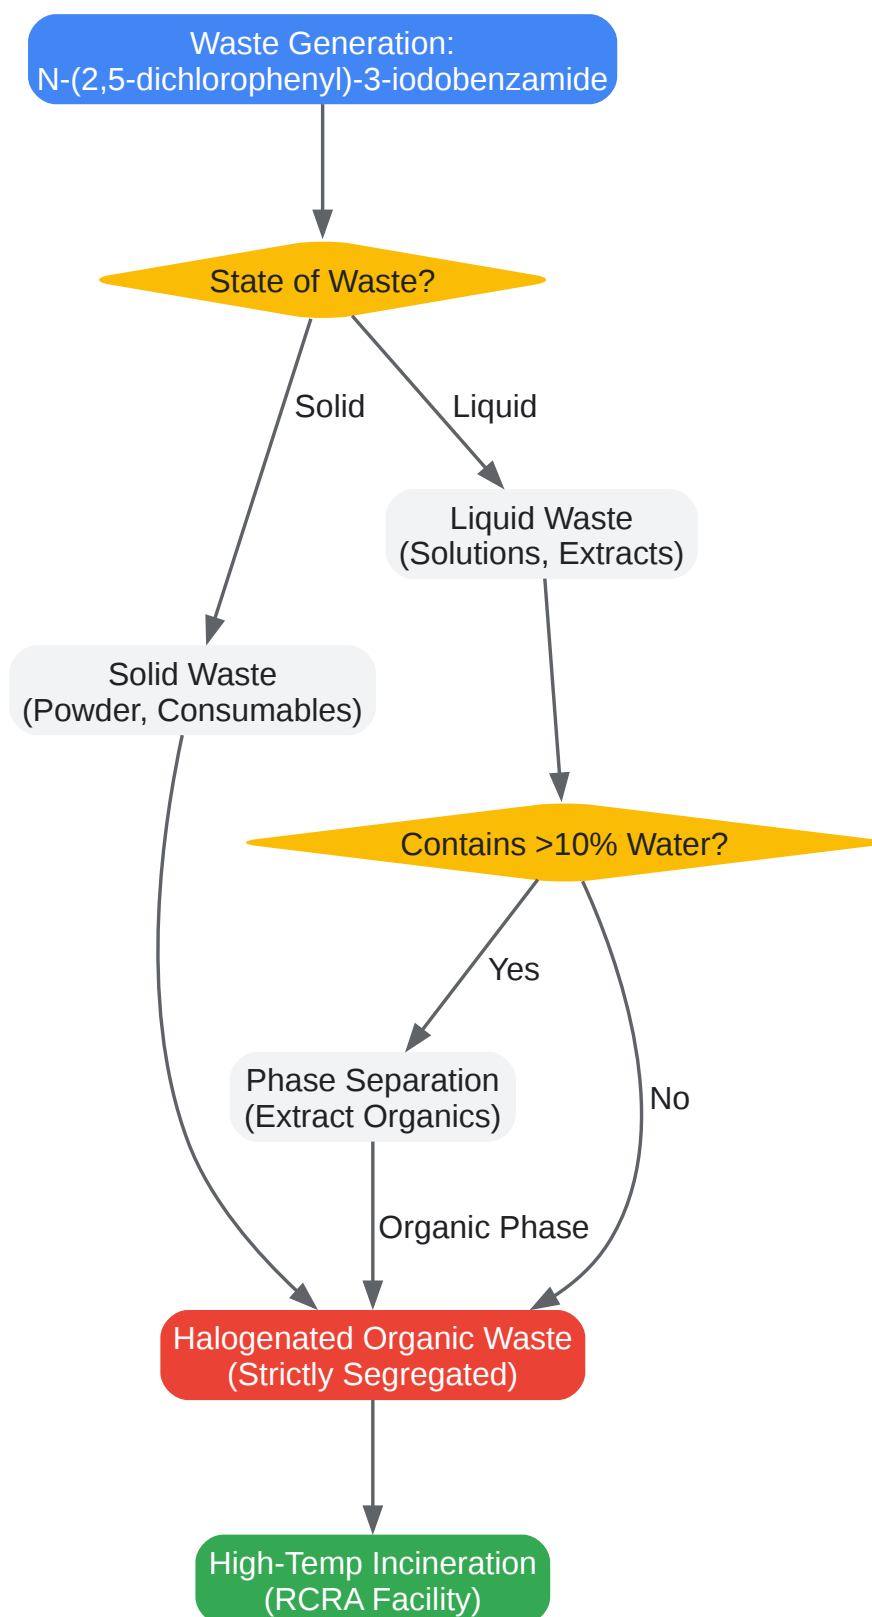 Waste Generation:
N-(2,5-dichlorophenyl)-3-iodobenzamide
State of Waste?
Solid
Liquid
Liquid Waste
(Solutions, Extracts)
Solid Waste
(Powder, Consumables)
Contains >10% Water?
Yes
Phase Separation
(Extract Organics)
No
Organic Phase
Halogenated Organic Waste
(Strictly Segregated)
High-Temp Incineration
(RCRA Facility)